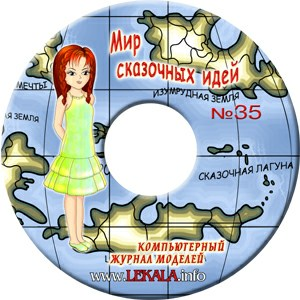 Мир
сказочных идей
МЕЧТЫ
ИЗУМРУДНАЯ ЗЕМЛЯ
№35
ЗЕМЛЯ
СКАЗОЧНАЯ ЛАГУНА
КОМПЬЮТЕРНЫЙ
ЖУРНАЛ МОДЕЛЕЙ
www.LEKALA.info